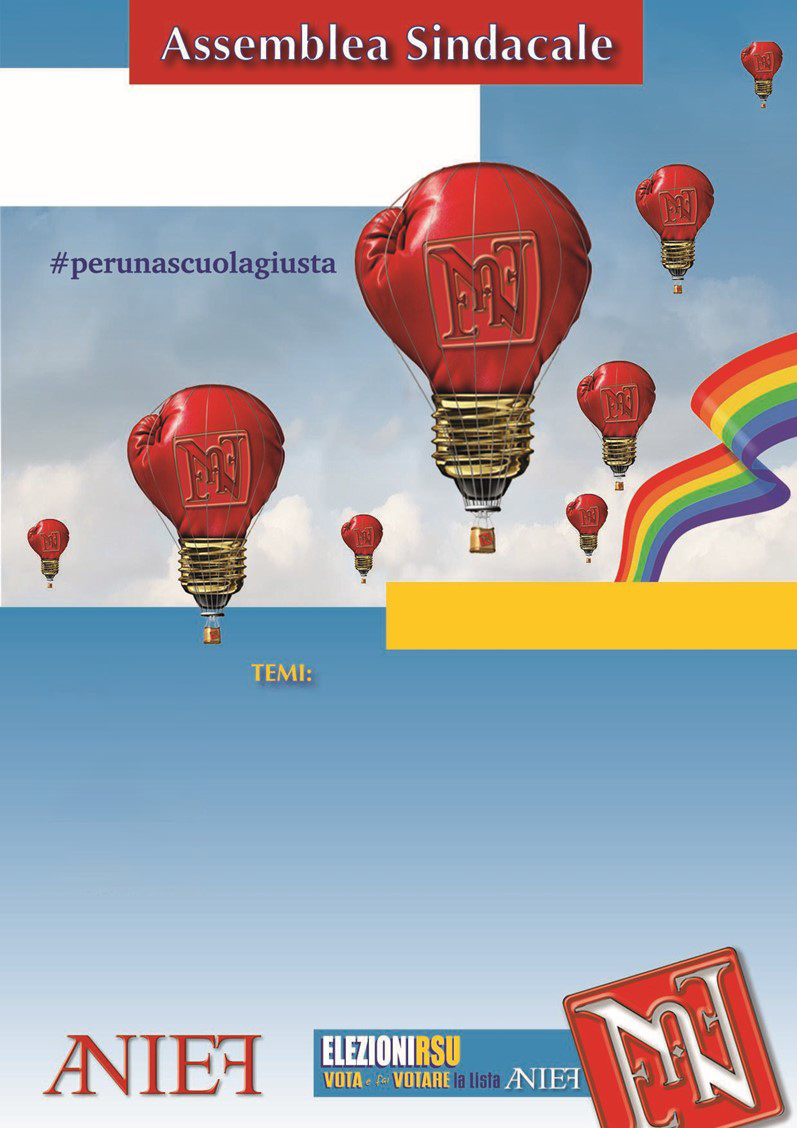 Assemblea Sindacale
#perunascuolagiusta
TEMI:
ANIEF
ELEZIONIRSU
VOTA e fai VOTARE la Lista ANIEF